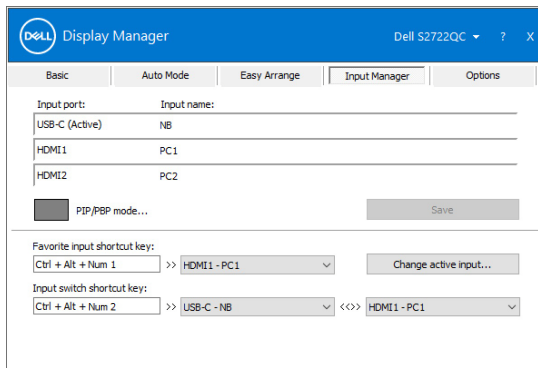 DELL Display Manager Dell S2722QC ? X
Basic Auto Mode Easy Arrange Input Manager Options
Input port: Input name:
USB-C (Active) NB
HDMI1 PC1
HDMI2 PC2
PIP/PBP mode... Save
Favorite input shortcut key:
Ctrl + Alt + Num 1 >> HDMI1 - PC1 Change active input...
Input switch shortcut key:
Ctrl + Alt + Num 2 >> USB-C - NB <<>> HDMI1 - PC1